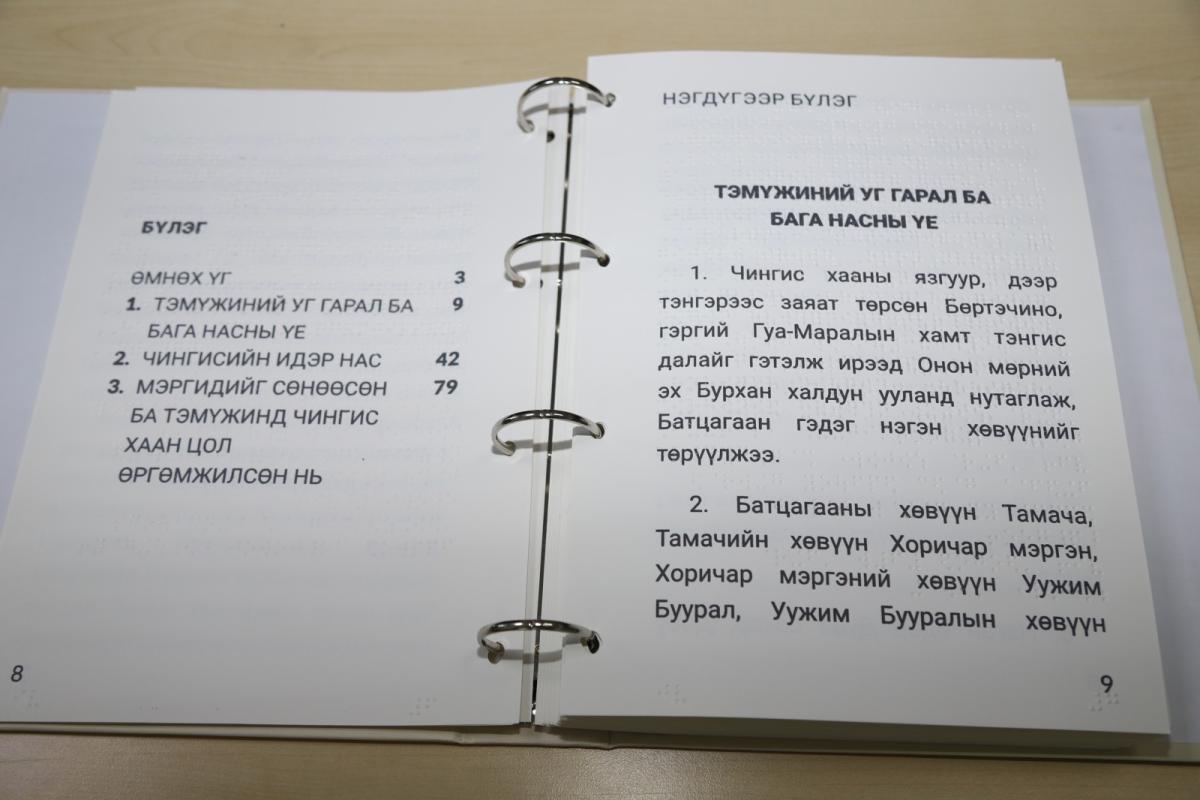 БҮЛЭГ
ӨМНӨХ ҮГ 3
1. ТЭМҮЖИНИЙ УГ ГАРАЛ БА 9
БАГА НАСНЫ ҮЕ
2. ЧИНГИСИЙН ИДЭР НАС 42
3. МЭРГИДИЙГ СӨНӨӨСӨН 79
БА ТЭМҮЖИНД ЧИНГИС
ХААН ЦОЛ
ӨРГӨМЖИЛСӨН НЬ
8
НЭГДҮГЭЭР БҮЛЭГ
ТЭМҮЖИНИЙ УГ ГАРАЛ БА
БАГА НАСНЫ ҮЕ
1. Чингис хааны язгуур, дээр
тэнгэрээс заяат төрсөн Бөртэчино,
гэргий Гуа-Маралын хамт тэнгис
далайг гэтэлж ирээд Онон мөрний
эх Бурхан халдун ууланд нутаглаж,
Батцагаан гэдэг нэгэн хөвүүнийг
төрүүлжээ.
2. Батцагааны хөвүүн Тамача,
Тамачийн хөвүүн Хоричар мэргэн,
Хоричар мэргэний хөвүүн Уужим
Буурал, Уужим Бууралын хөвүүн
9